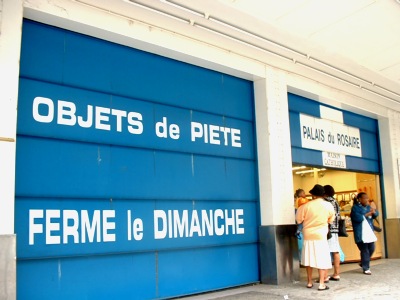 OBJETS de PIETE
FERME le DIMANCHE
PALAIS du ROSAIRE